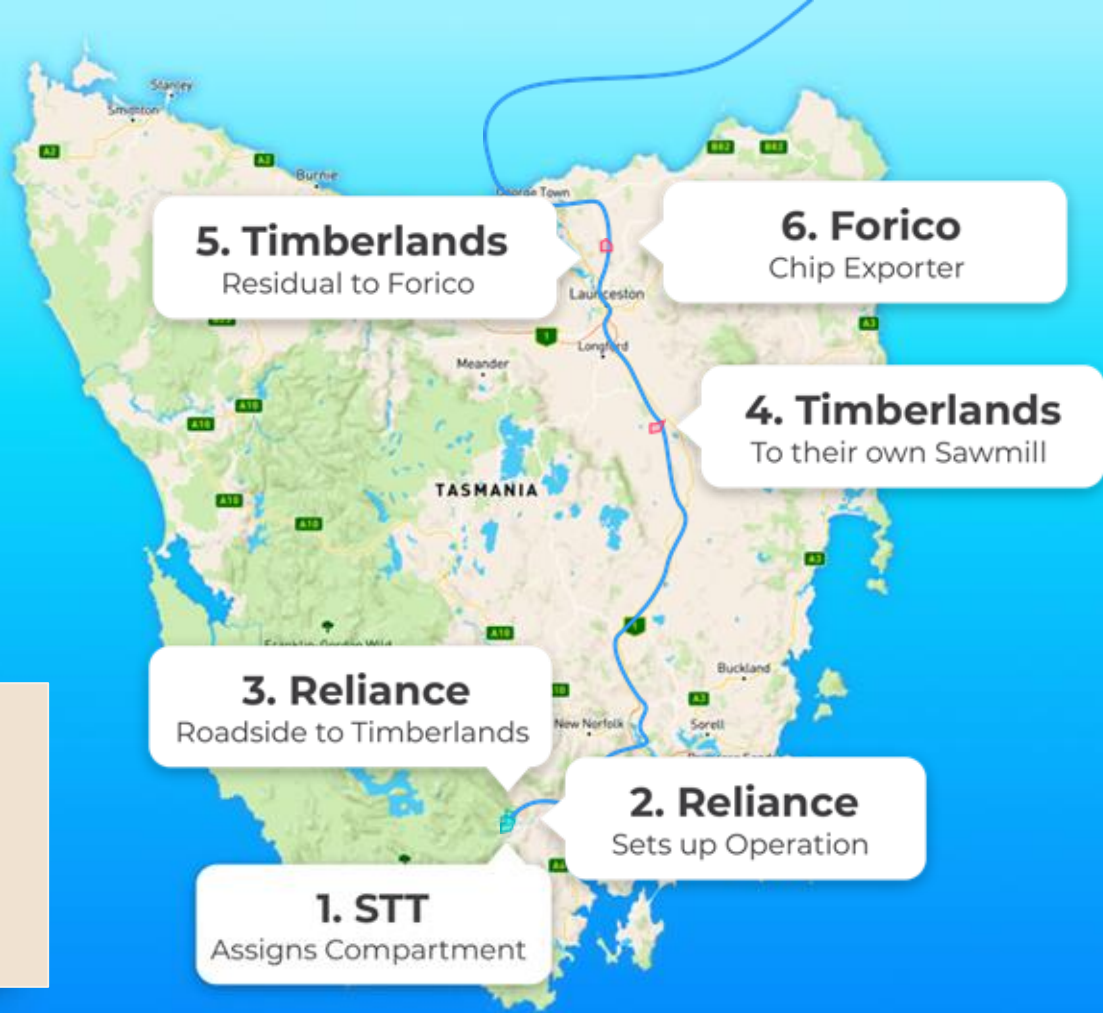 Stanley
Smithton
A2
A2
B82
B82
Burnie
George Town
5. Timberlands
Residual to Forico
6. Forico
Chip Exporter
Launceston
A3
1
Longford
Meander
4. Timberlands
To their own Sawmill
A10
A10
TASMANIA
A10
A10
A3
1
A10
Buckland
3. Reliance
Roadside to Timberlands
A3
New Norfolk
Sorell
2. Reliance
Sets up Operation
1. STT
Assigns Compartment